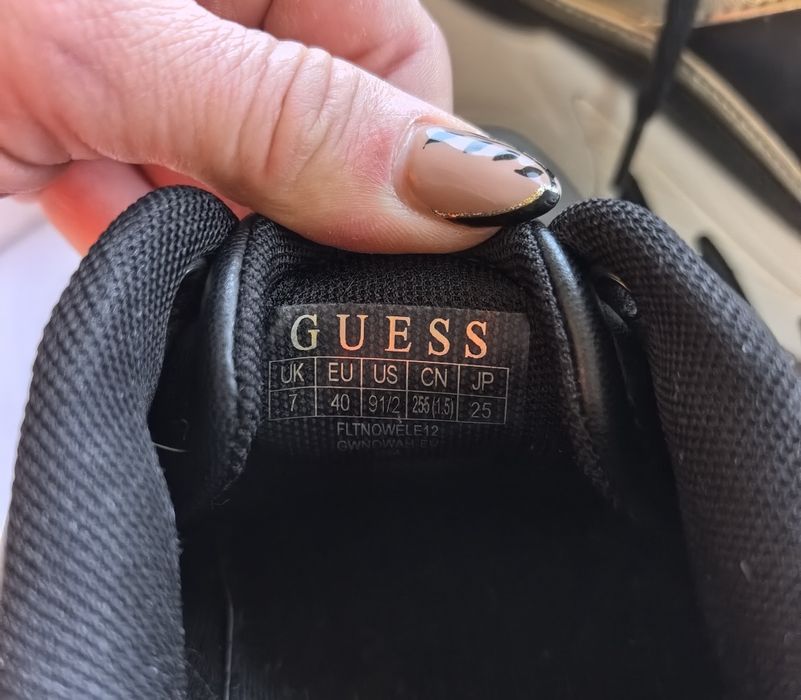 GUESS
UK EU US CN JP
7 40 91/2 255(1.5) 25
FLTNOWELE12